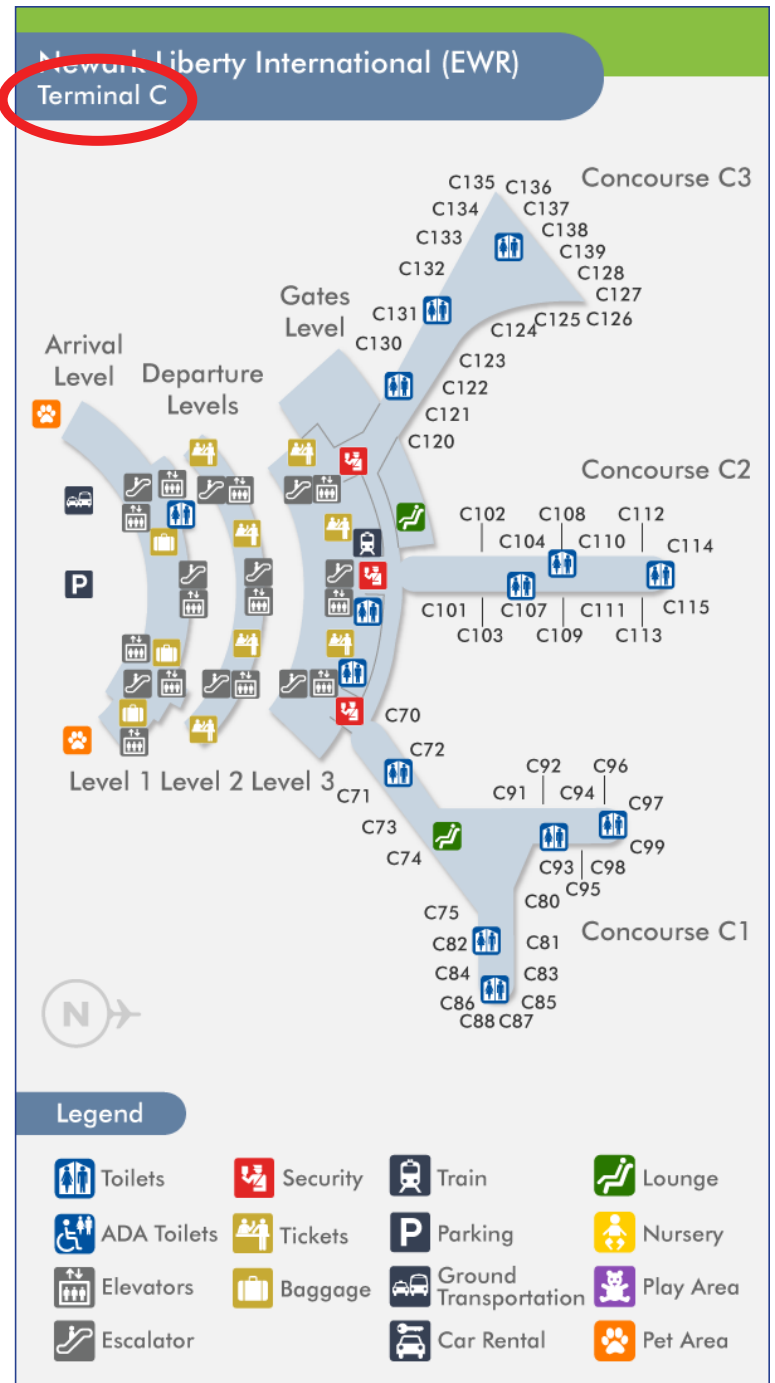 Newark Liberty International (EWR)
Terminal C
Concourse C3
C135 C136
C134 C137
C133 C138
C139
C132 C128
C127
Gates
Level
C131
C124 C125 C126
C130
Arrival
Level
Departure
Levels
C123
C122
C121
C120
Concourse C2
C102 C108 C112
C104 C110 C114
P
C101 C107 C111 C115
C103 C109 C113
C70
C72
Level 1 Level 2 Level 3
C71
C92 C96
C91 C94 C97
C73
C74
C99
C93 C98
C95
C80
C75
Concourse C1
C82 C81
C84 C83
C86 C85
C88 C87
N
Legend
Toilets Security Train Lounge
ADA Toilets Tickets P Parking Nursery
Elevators Baggage Ground
Transportation Play Area
Escalator Car Rental Pet Area